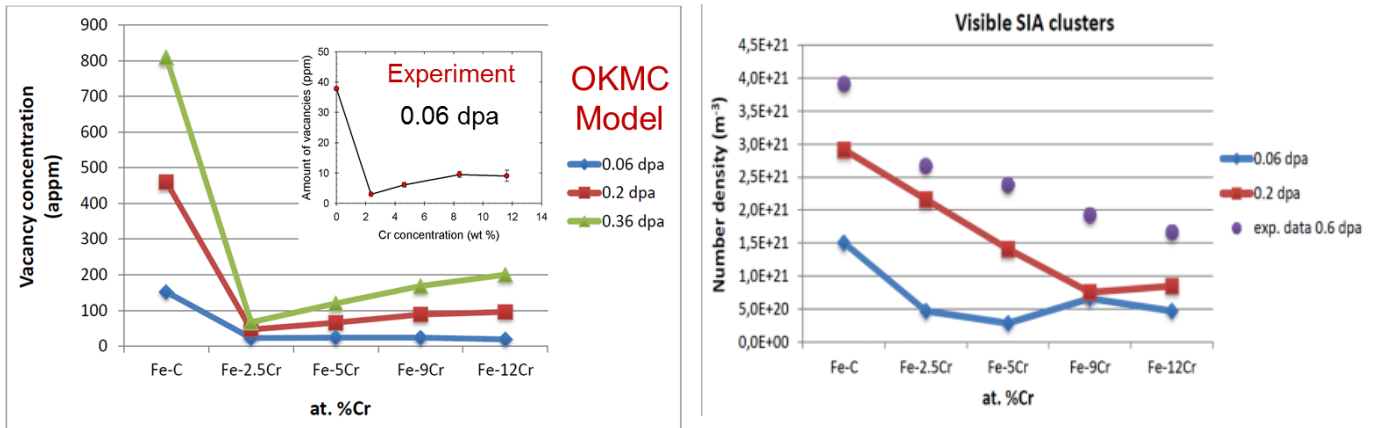 900
800
700
600
500
400
300
200
100
0
Vacancy concentration
(appm)
Fe-C Fe-2.5Cr Fe-5Cr Fe-9Cr Fe-12Cr
at. %Cr
50
40
30
20
10
0
Amount of vacancies (ppm)
Experiment
0.06 dpa
0 2 4 6 8 10 12 14
Cr concentration (wt %)
OKMC
Model
0.06 dpa
0.2 dpa
0.36 dpa
Visible SIA clusters
4,5E+21
4,0E+21
3,5E+21
3,0E+21
2,5E+21
2,0E+21
1,5E+21
1,0E+21
5,0E+20
0,0E+00
Number density (m⁻³)
Fe-C Fe-2.5Cr Fe-5Cr Fe-9Cr Fe-12Cr
at. %Cr
0.06 dpa
0.2 dpa
exp. data 0.6 dpa